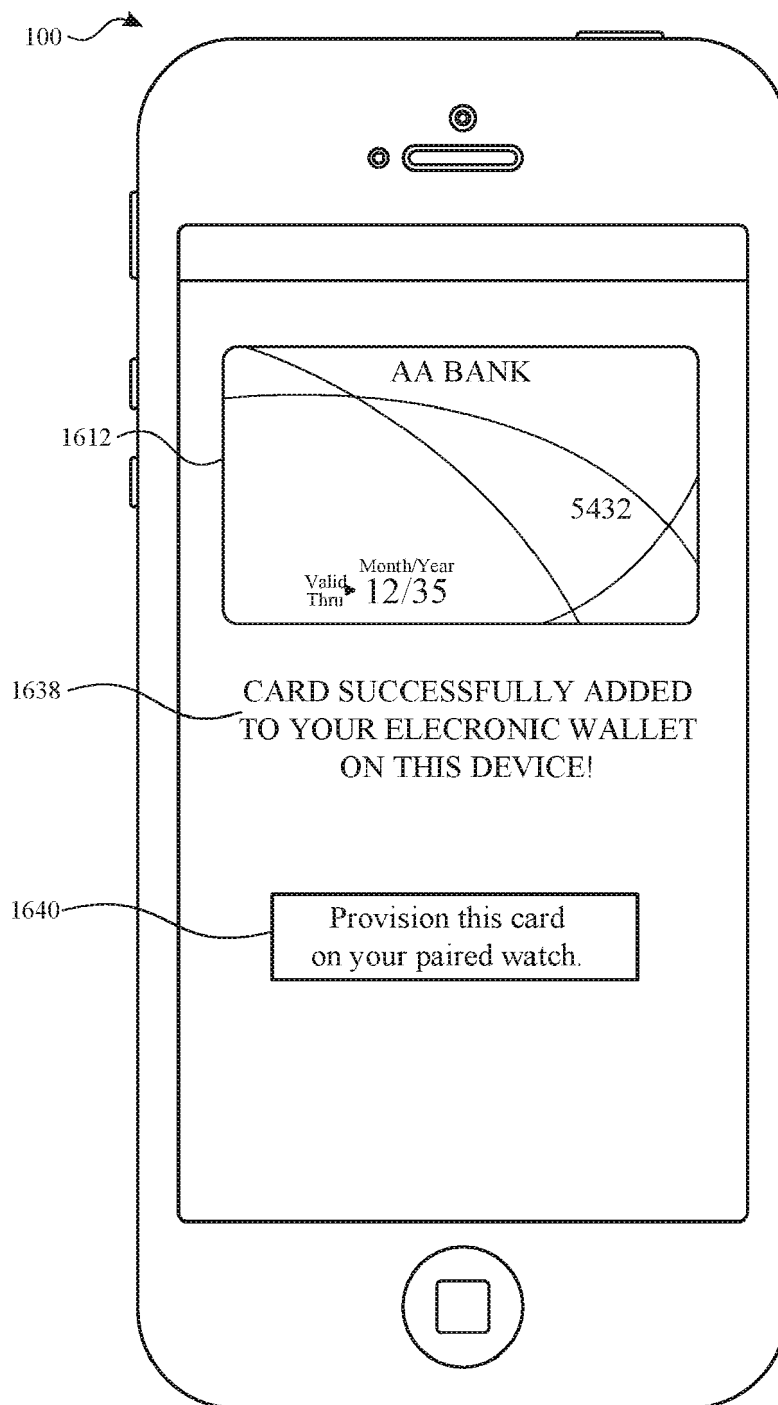 100
AA BANK
1612
5432
Month/Year
Valid
Thru
12/35
1638
CARD SUCCESSFULLY ADDED
TO YOUR ELECRONIC WALLET
ON THIS DEVICE!
1640
Provision this card
on your paired watch.